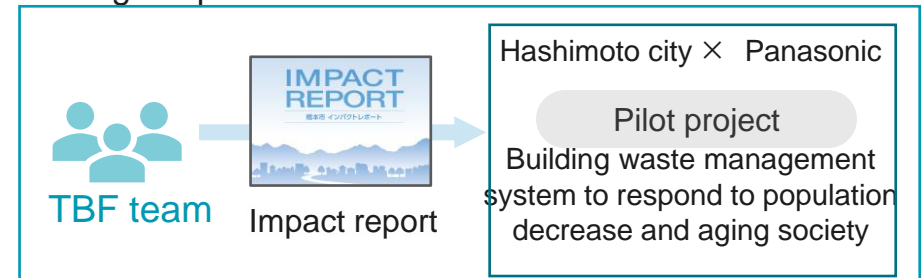 IMPACT
REPORT
橋本市 インパクトレポート
TBF team
Impact report
Hashimoto city × Panasonic
Pilot project
Building waste management
system to respond to population
decrease and aging society